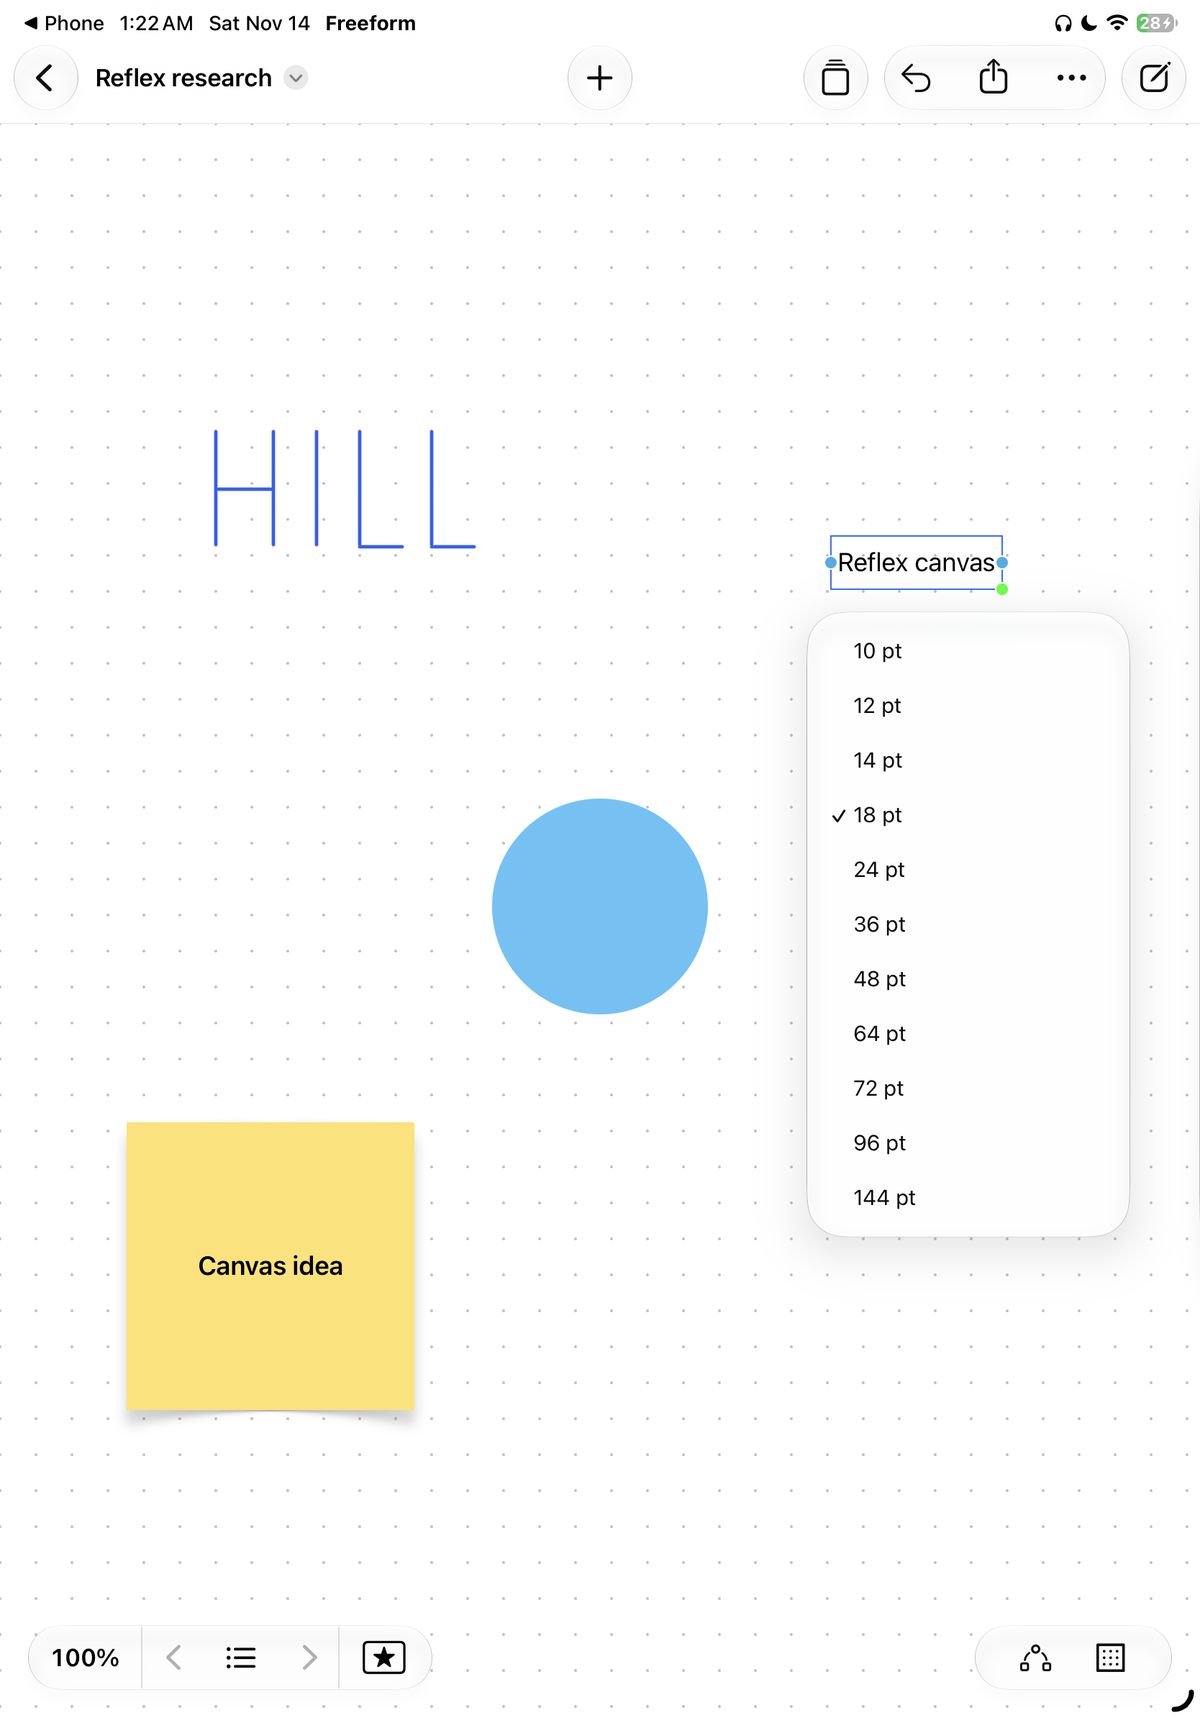 Phone 1:22 AM Sat Nov 14 Freeform 28
Reflex research
HILL
Reflex canvas
10 pt
12 pt
14 pt
18 pt
24 pt
36 pt
48 pt
64 pt
72 pt
96 pt
144 pt
Canvas idea
100%